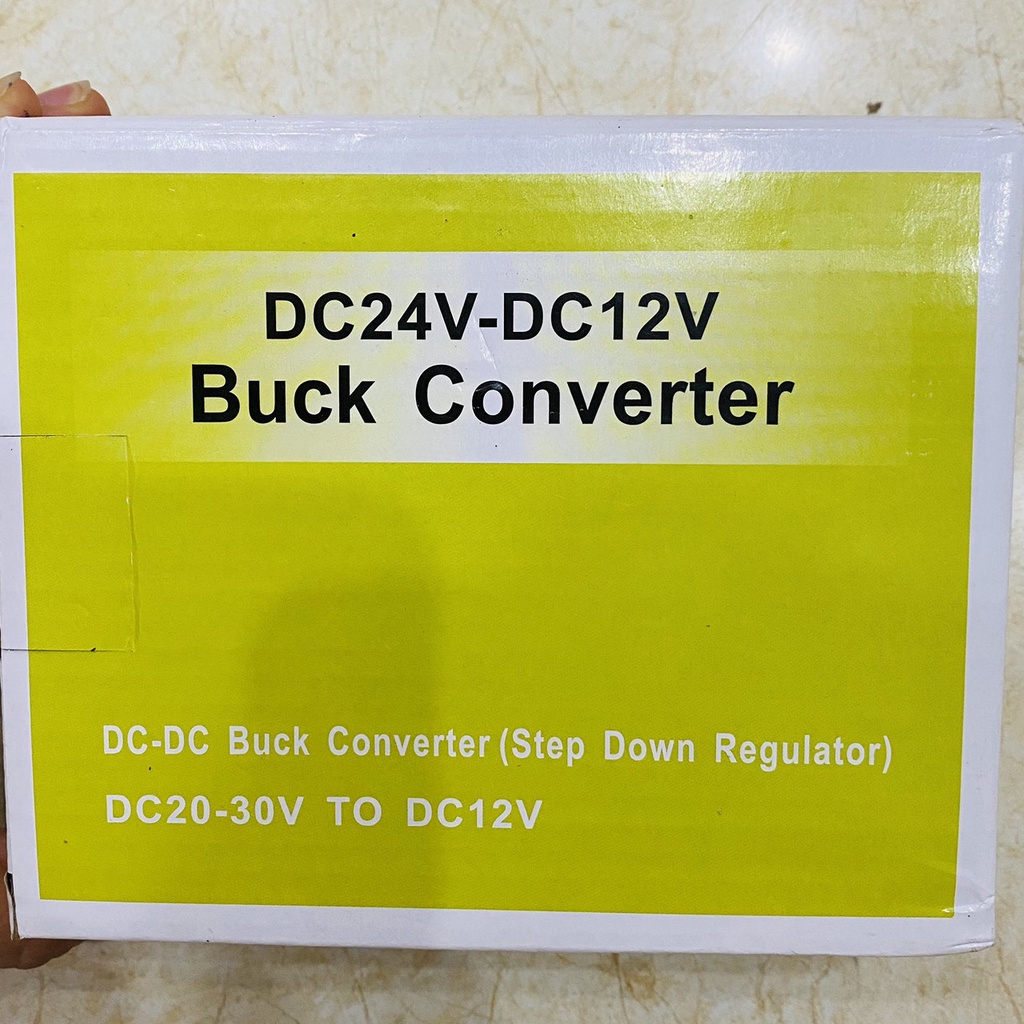 DC24V-DC12V
Buck Converter
DC-DC Buck Converter (Step Down Regulator)
DC20-30V TO DC12V